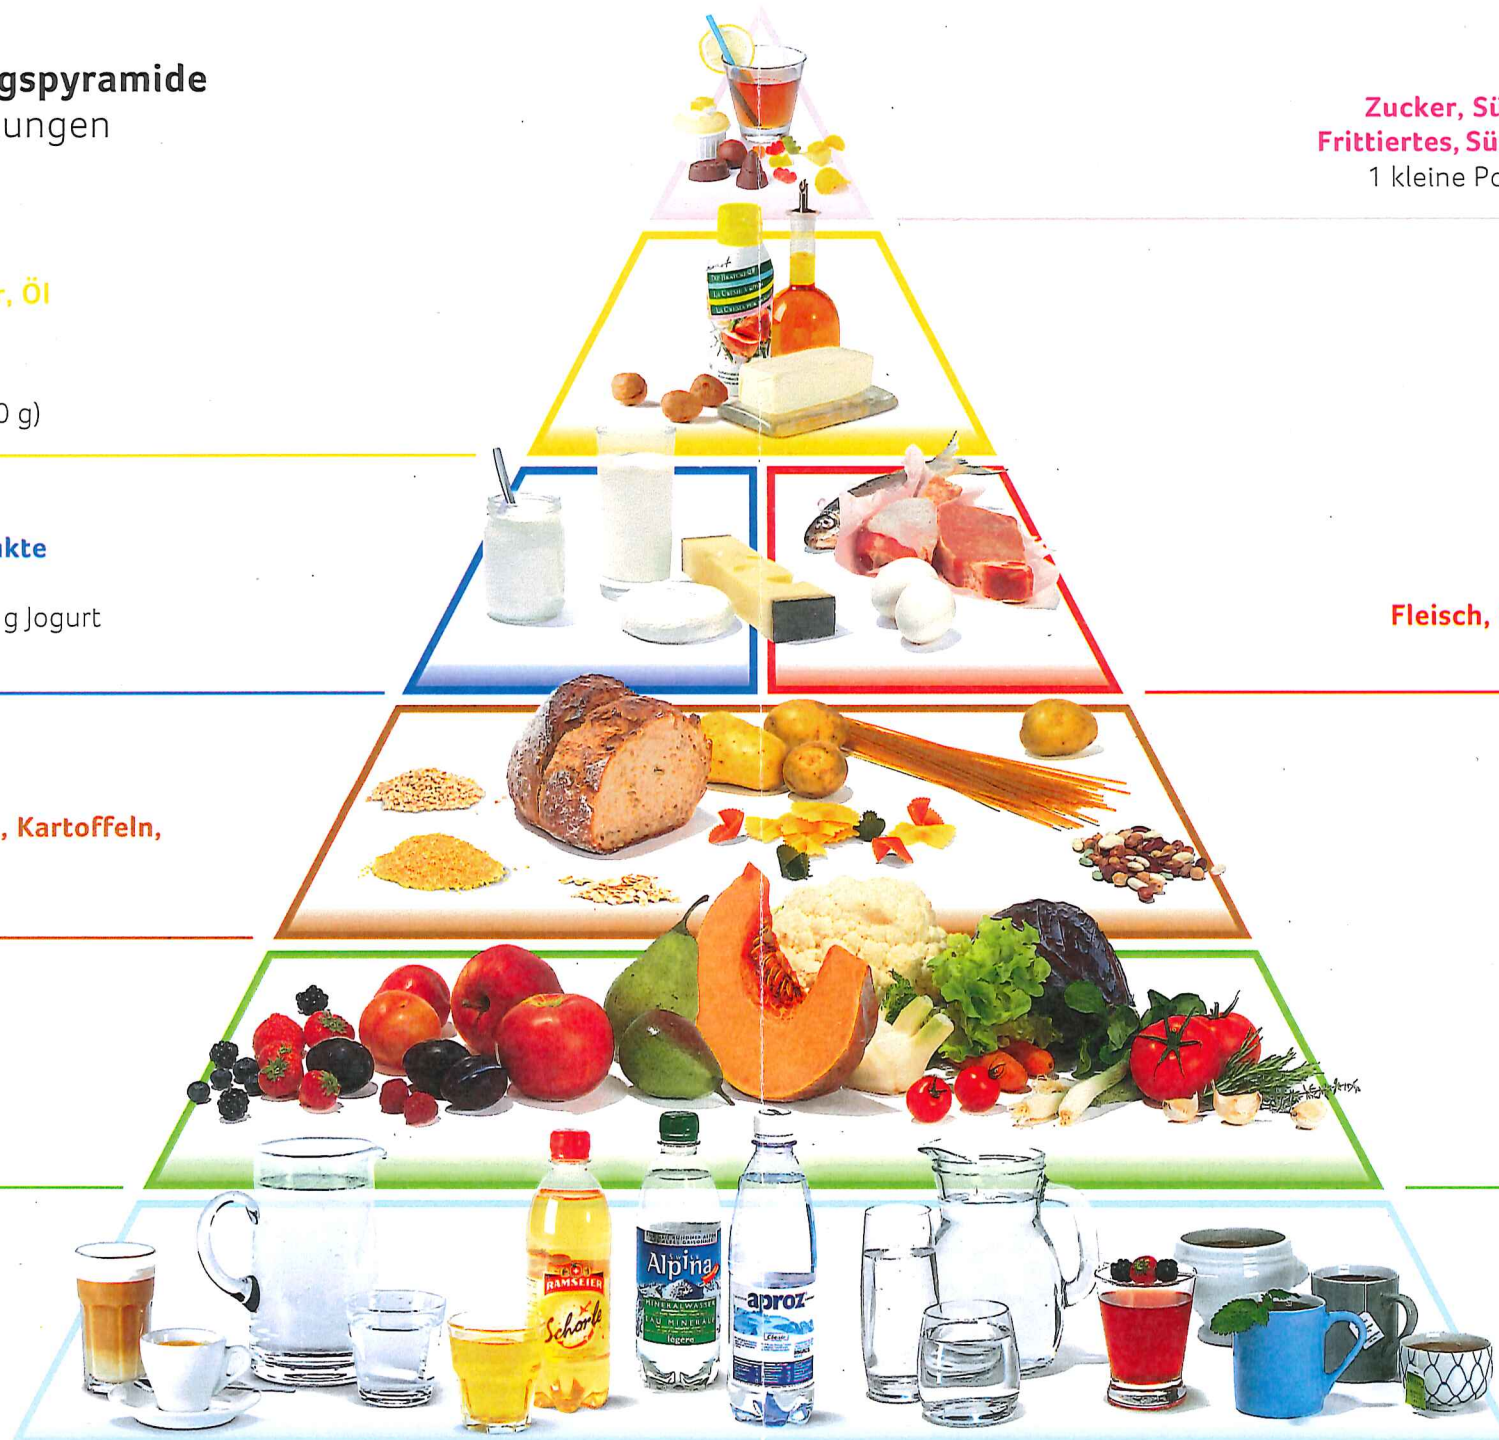 gspyramide
ungen
Zucker, Sü
Frittiertes, Sü
1 kleine Po
r, Öl
0 g)
kte
g Jogurt
Fleisch,
, Kartoffeln,
RAMSEIER
Schorle
Alpina
MINERALWASSER
EAU MINERALE
légère
aproz